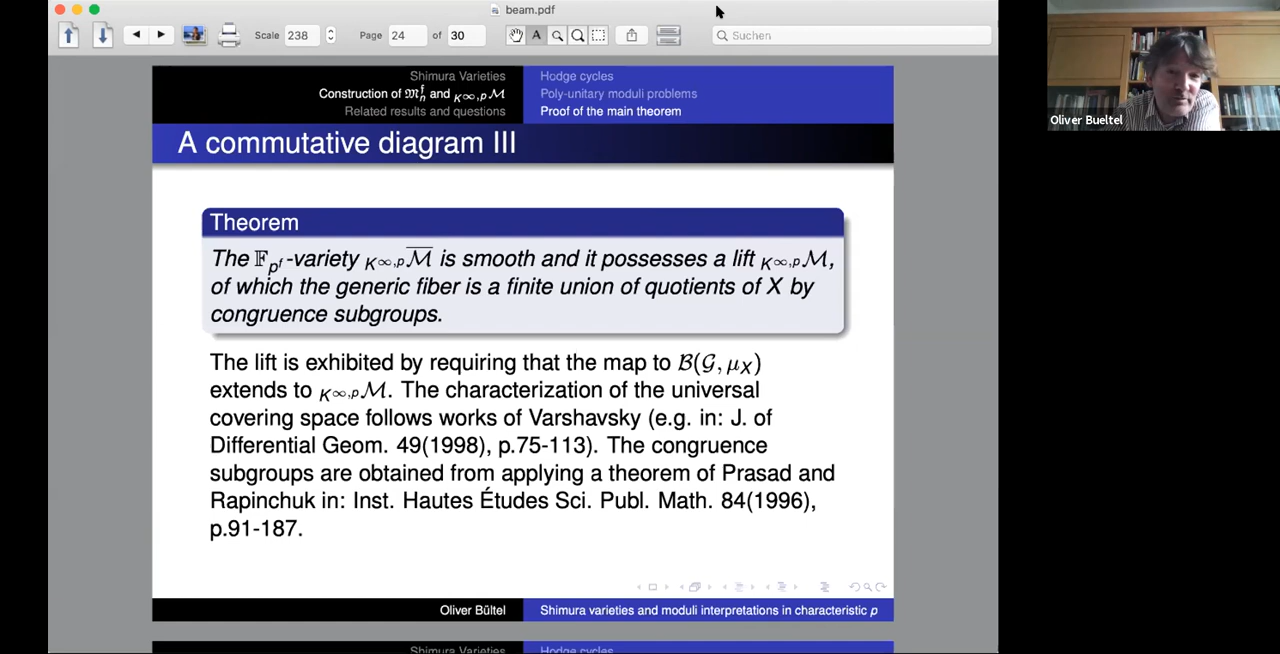 beam.pdf
Scale 238 Page 24 of 30 A Suchen
Shimura Varieties Hodge cycles
Construction of 𝔐ᶠₙ and K∞,pℳ Poly-unitary moduli problems
Related results and questions Proof of the main theorem
A commutative diagram III
Theorem
The 𝔽pᶠ-variety K∞,pℳ̅ is smooth and it possesses a lift K∞,pℳ,
of which the generic fiber is a finite union of quotients of X by
congruence subgroups.
The lift is exhibited by requiring that the map to ℬ(𝒢, μX)
extends to K∞,pℳ. The characterization of the universal
covering space follows works of Varshavsky (e.g. in: J. of
Differential Geom. 49(1998), p.75-113). The congruence
subgroups are obtained from applying a theorem of Prasad and
Rapinchuk in: Inst. Hautes Études Sci. Publ. Math. 84(1996),
p.91-187.
Oliver Bültel Shimura varieties and moduli interpretations in characteristic p
Shimura Varieties Hodge cycles
Oliver Bueltel